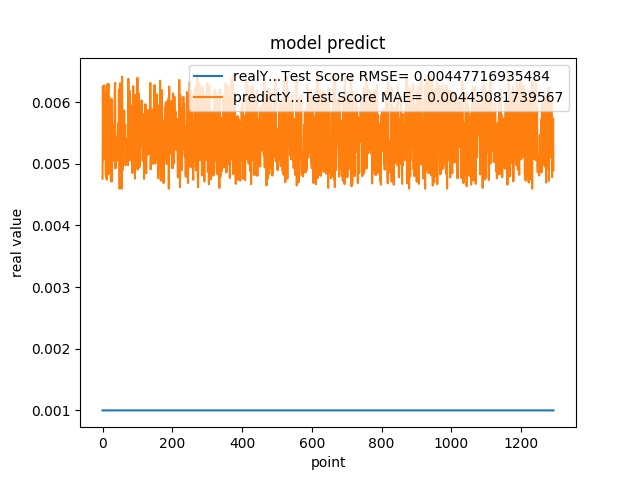 model predict
realY...Test Score RMSE= 0.00447716935484
predictY...Test Score MAE= 0.00445081739567
0.006
0.005
0.004
0.003
0.002
0.001
real value
0 200 400 600 800 1000 1200
point